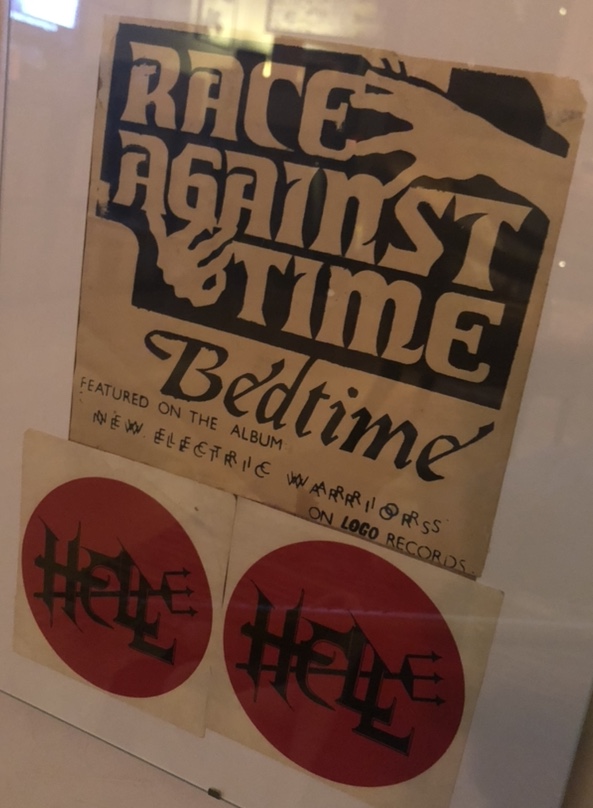 RACE
AGAINST
TIME
Bedtime
FEATURED ON THE ALBUM
NEW ELECTRIC WARRIORS
ON LOGO RECORDS
HELL
HELL